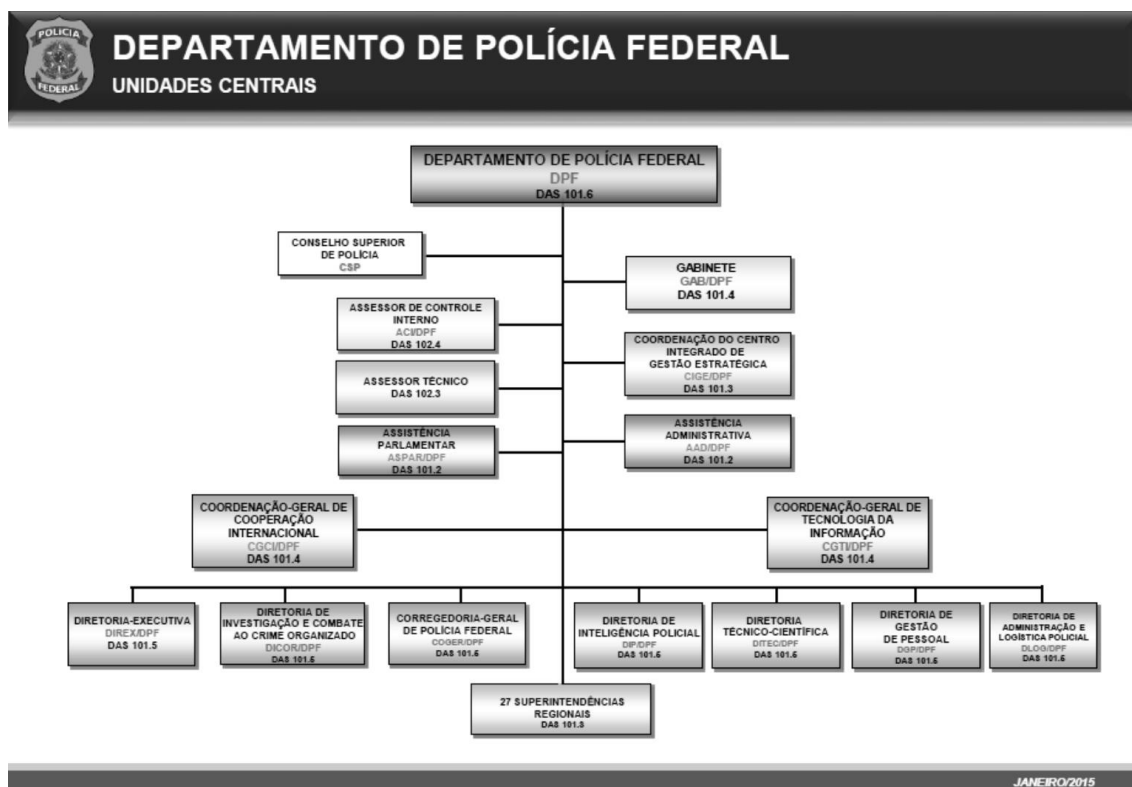 POLÍCIA
FEDERAL
DEPARTAMENTO DE POLÍCIA FEDERAL
UNIDADES CENTRAIS
DEPARTAMENTO DE POLÍCIA FEDERAL
DPF
DAS 101.6
CONSELHO SUPERIOR
DE POLÍCIA
CSP
GABINETE
GAB/DPF
DAS 101.4
ASSESSOR DE CONTROLE
INTERNO
ACI/DPF
DAS 102.4
COORDENAÇÃO DO CENTRO
INTEGRADO DE
GESTÃO ESTRATÉGICA
CIGE/DPF
DAS 101.3
ASSESSOR TÉCNICO
DAS 102.3
ASSISTÊNCIA
PARLAMENTAR
ASPAR/DPF
DAS 101.2
ASSISTÊNCIA
ADMINISTRATIVA
AAD/DPF
DAS 101.2
COORDENAÇÃO-GERAL DE
COOPERAÇÃO
INTERNACIONAL
CGCI/DPF
DAS 101.4
COORDENAÇÃO-GERAL DE
TECNOLOGIA DA
INFORMAÇÃO
CGTI/DPF
DAS 101.4
DIRETORIA-EXECUTIVA
DIREX/DPF
DAS 101.5
DIRETORIA DE
INVESTIGAÇÃO E COMBATE
AO CRIME ORGANIZADO
DICOR/DPF
DAS 101.5
CORREGEDORIA-GERAL
DE POLÍCIA FEDERAL
COGER/DPF
DAS 101.5
DIRETORIA DE
INTELIGÊNCIA POLICIAL
DIP/DPF
DAS 101.5
DIRETORIA
TÉCNICO-CIENTÍFICA
DITEC/DPF
DAS 101.5
DIRETORIA DE
GESTÃO
DE PESSOAL
DGP/DPF
DAS 101.5
DIRETORIA DE
ADMINISTRAÇÃO E
LOGÍSTICA POLICIAL
DLOG/DPF
DAS 101.5
27 SUPERINTENDÊNCIAS
REGIONAIS
DAS 101.3
JANEIRO/2015